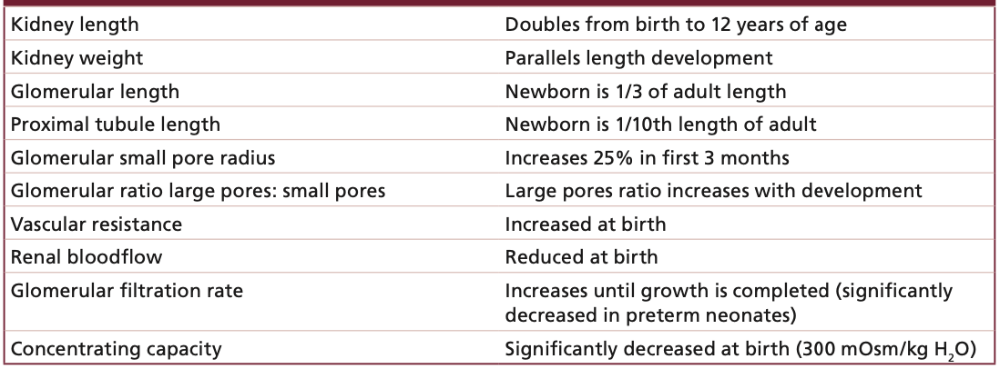 Kidney length Doubles from birth to 12 years of age
Kidney weight Parallels length development
Glomerular length Newborn is 1/3 of adult length
Proximal tubule length Newborn is 1/10th length of adult
Glomerular small pore radius Increases 25% in first 3 months
Glomerular ratio large pores: small pores Large pores ratio increases with development
Vascular resistance Increased at birth
Renal bloodflow Reduced at birth
Glomerular filtration rate Increases until growth is completed (significantly
decreased in preterm neonates)
Concentrating capacity Significantly decreased at birth (300 mOsm/kg H₂O)